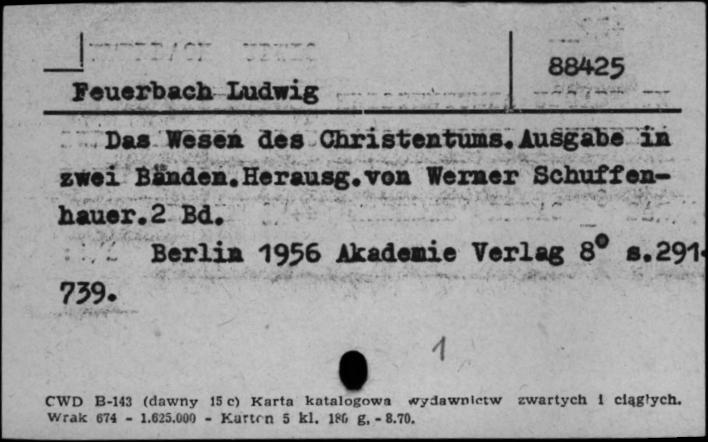 88425
Feuerbach Ludwig
Das Wesen des Christentums.Ausgabe in
zwei Bänden.Herausg.von Werner Schuffen-
hauer.2 Bd.
Berlin 1956 Akademie Verlag 8° s.291-
739.
1
CWD B-143 (dawny 15 c) Karta katalogowa wydawnictw zwartych i ciągłych.
Wrak 674 - 1.625.000 - Karton 5 kl. 180 g. - 8.70.